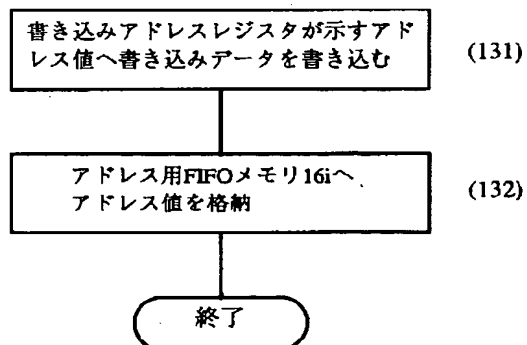 書き込みアドレスレジスタが示すアド
レス値へ書き込みデータを書き込む
(131)
アドレス用FIFOメモリ16iへ
アドレス値を格納
(132)
終了